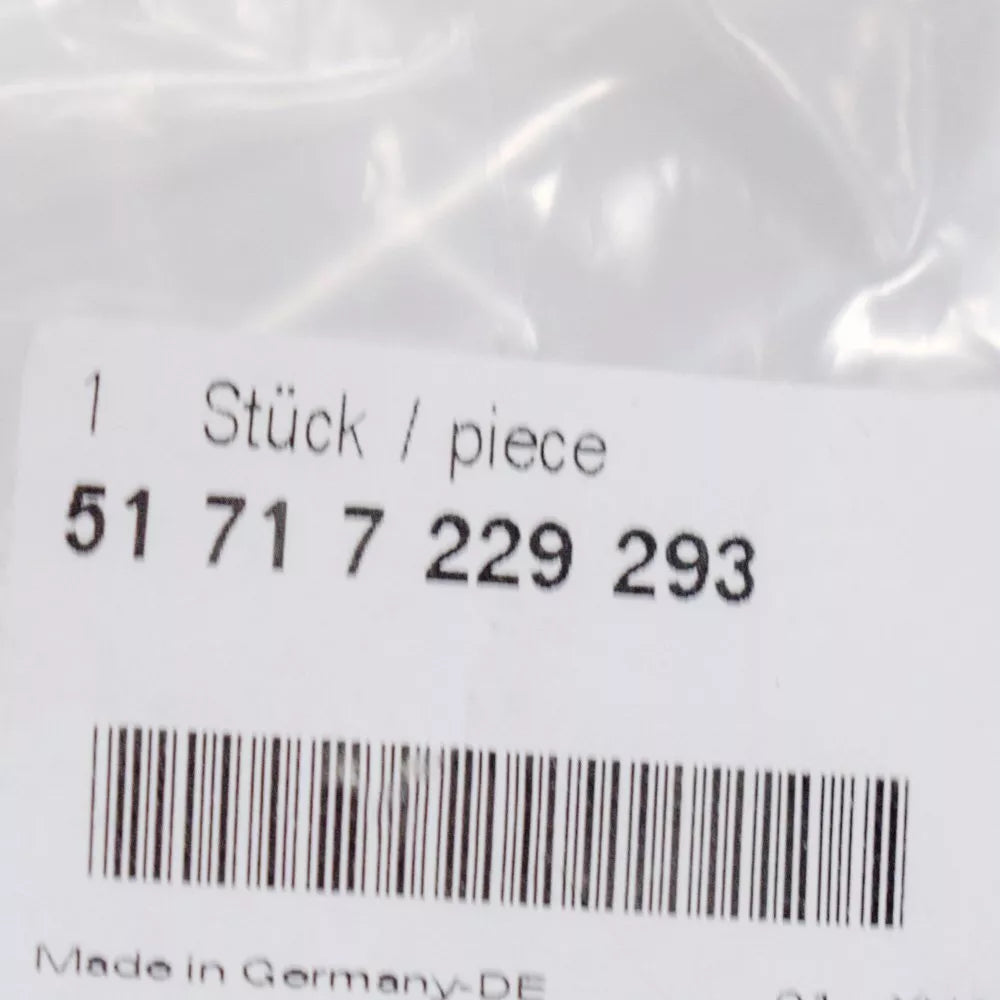 1 Stück / piece
51 71 7 229 293
Made in Germany-DE